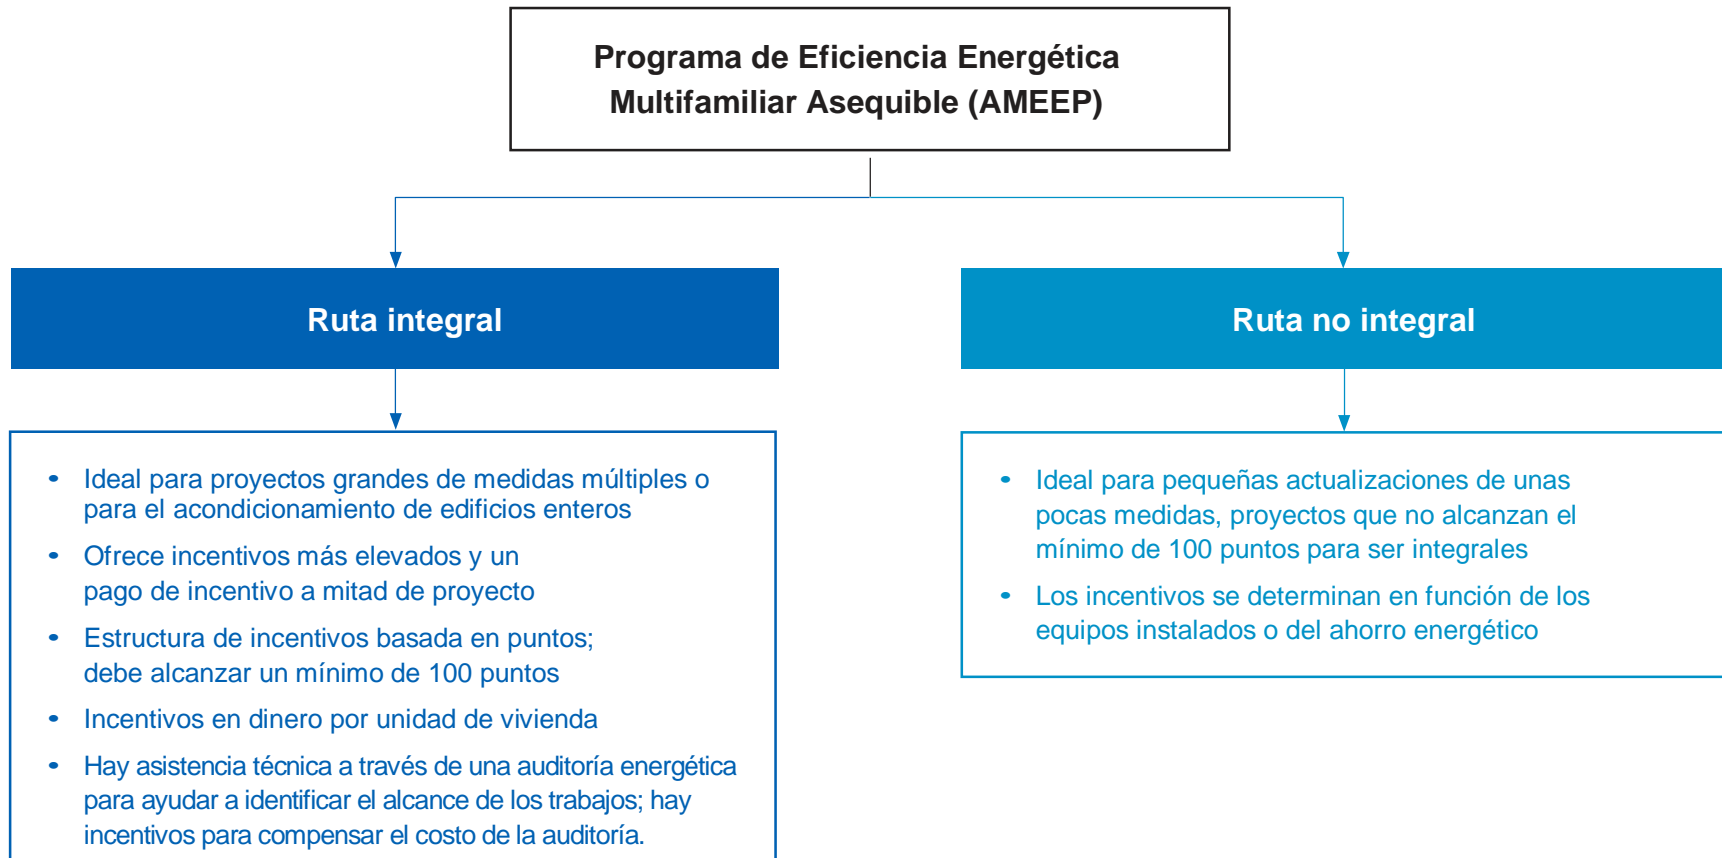 Programa de Eficiencia Energética
Multifamiliar Asequible (AMEEP)
Ruta integral
• Ideal para proyectos grandes de medidas múltiples o
para el acondicionamiento de edificios enteros
• Ofrece incentivos más elevados y un
pago de incentivo a mitad de proyecto
• Estructura de incentivos basada en puntos;
debe alcanzar un mínimo de 100 puntos
• Incentivos en dinero por unidad de vivienda
• Hay asistencia técnica a través de una auditoría energética
para ayudar a identificar el alcance de los trabajos; hay
incentivos para compensar el costo de la auditoría.
Ruta no integral
• Ideal para pequeñas actualizaciones de unas
pocas medidas, proyectos que no alcanzan el
mínimo de 100 puntos para ser integrales
• Los incentivos se determinan en función de los
equipos instalados o del ahorro energético